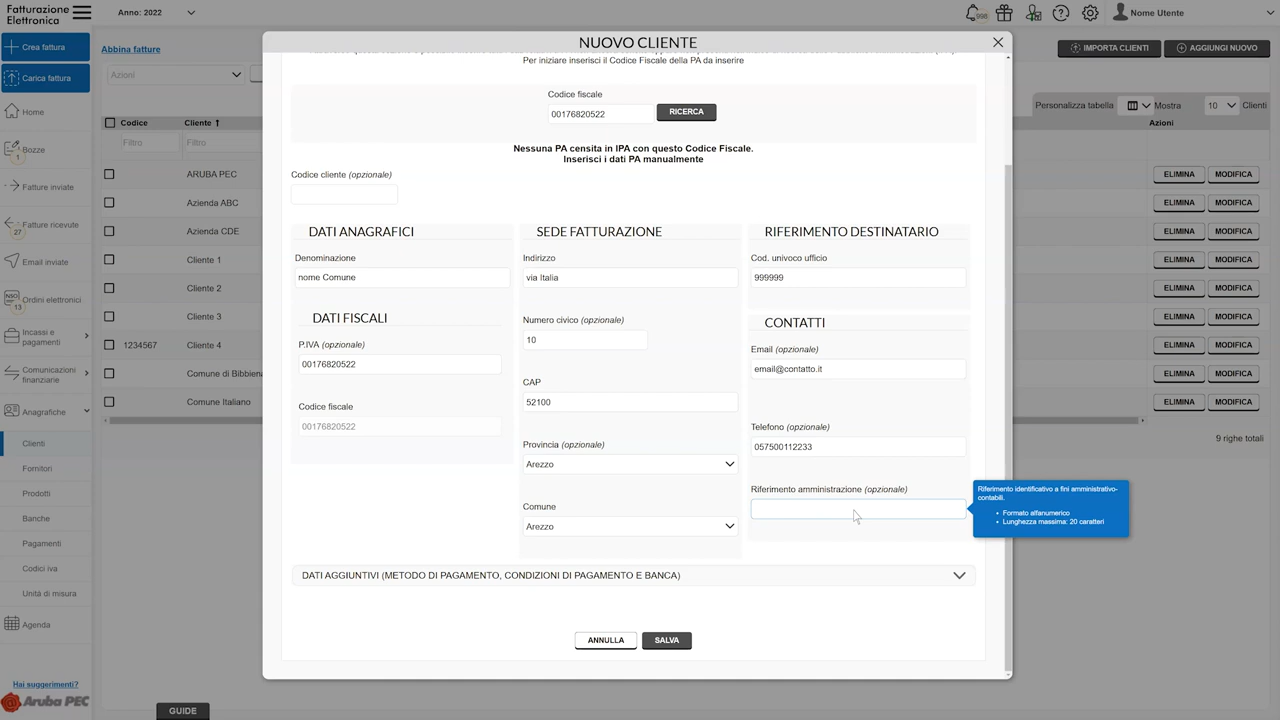 Fatturazione
Elettronica
Anno: 2022
998
Nome Utente
Crea fattura
Carica fattura
Home
Bozze
Fatture inviate
Fatture ricevute
27
Email inviate
NSO
Ordini elettronici
13
Incassi e
pagamenti
Comunicazioni
finanziarie
Anagrafiche
Clienti
Fornitori
Prodotti
Banche
Pagamenti
Codici iva
Unità di misura
Agenda
Hai suggerimenti?
Aruba PEC
GUIDE
Abbina fatture
Azioni
IMPORTA CLIENTI
AGGIUNGI NUOVO
Personalizza tabella
Mostra
10
Clienti
Codice
Cliente
Azioni
Filtro
Filtro
ARUBA PEC
ELIMINA
MODIFICA
Azienda ABC
ELIMINA
MODIFICA
Azienda CDE
ELIMINA
MODIFICA
Cliente 1
ELIMINA
MODIFICA
Cliente 2
ELIMINA
MODIFICA
Cliente 3
ELIMINA
MODIFICA
1234567
Cliente 4
ELIMINA
MODIFICA
Comune di Bibbiena
ELIMINA
MODIFICA
Comune Italiano
ELIMINA
MODIFICA
9 righe totali
NUOVO CLIENTE
Per iniziare inserisci il Codice Fiscale della PA da inserire
Codice fiscale
00176820522
RICERCA
Nessuna PA censita in IPA con questo Codice Fiscale.
Inserisci i dati PA manualmente
Codice cliente (opzionale)
DATI ANAGRAFICI
Denominazione
nome Comune
DATI FISCALI
P.IVA (opzionale)
00176820522
Codice fiscale
00176820522
SEDE FATTURAZIONE
Indirizzo
via Italia
Numero civico (opzionale)
10
CAP
52100
Provincia (opzionale)
Arezzo
Comune
Arezzo
RIFERIMENTO DESTINATARIO
Cod. univoco ufficio
999999
CONTATTI
Email (opzionale)
email@contatto.it
Telefono (opzionale)
057500112233
Riferimento amministrazione (opzionale)
Riferimento identificativo a fini amministrativo-
contabili.
• Formato alfanumerico
• Lunghezza massima: 20 caratteri
DATI AGGIUNTIVI (METODO DI PAGAMENTO, CONDIZIONI DI PAGAMENTO E BANCA)
ANNULLA
SALVA